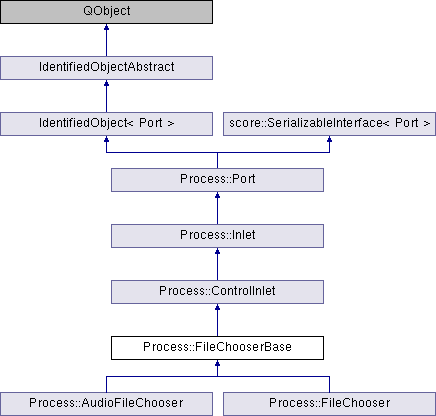 QObject
IdentifiedObjectAbstract
IdentifiedObject< Port >
score::SerializableInterface< Port >
Process::Port
Process::Inlet
Process::ControlInlet
Process::FileChooserBase
Process::AudioFileChooser
Process::FileChooser